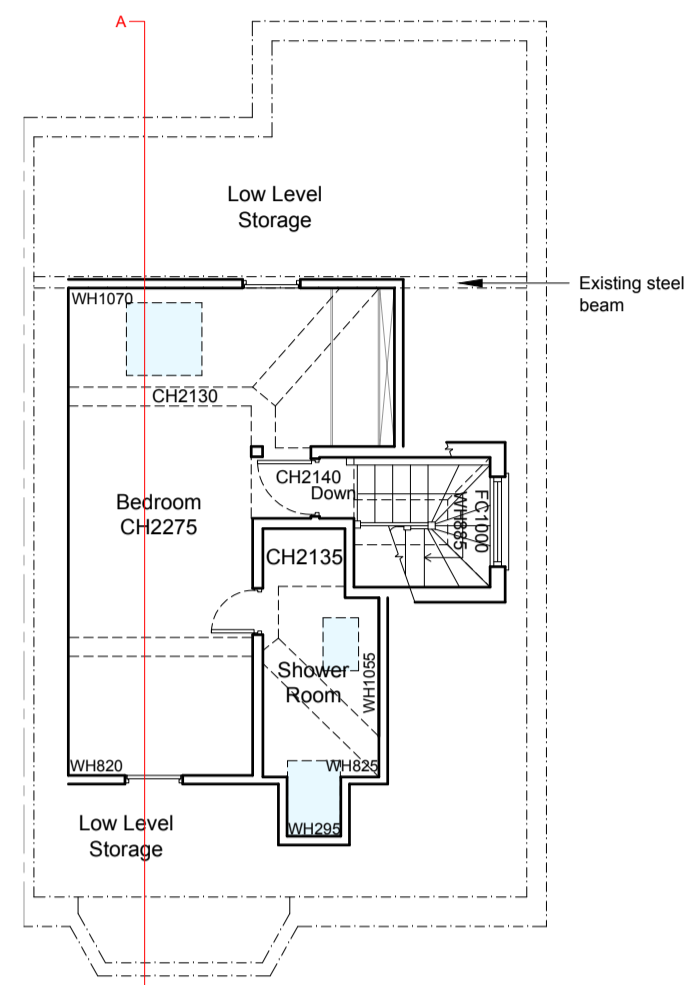 A
Low Level
Storage
Existing steel
beam
WH1070
CH2130
CH2140
Down
Bedroom
CH2275
FC1000
WH885
CH2135
Shower
Room
WH1055
WH820
WH825
WH295
Low Level
Storage